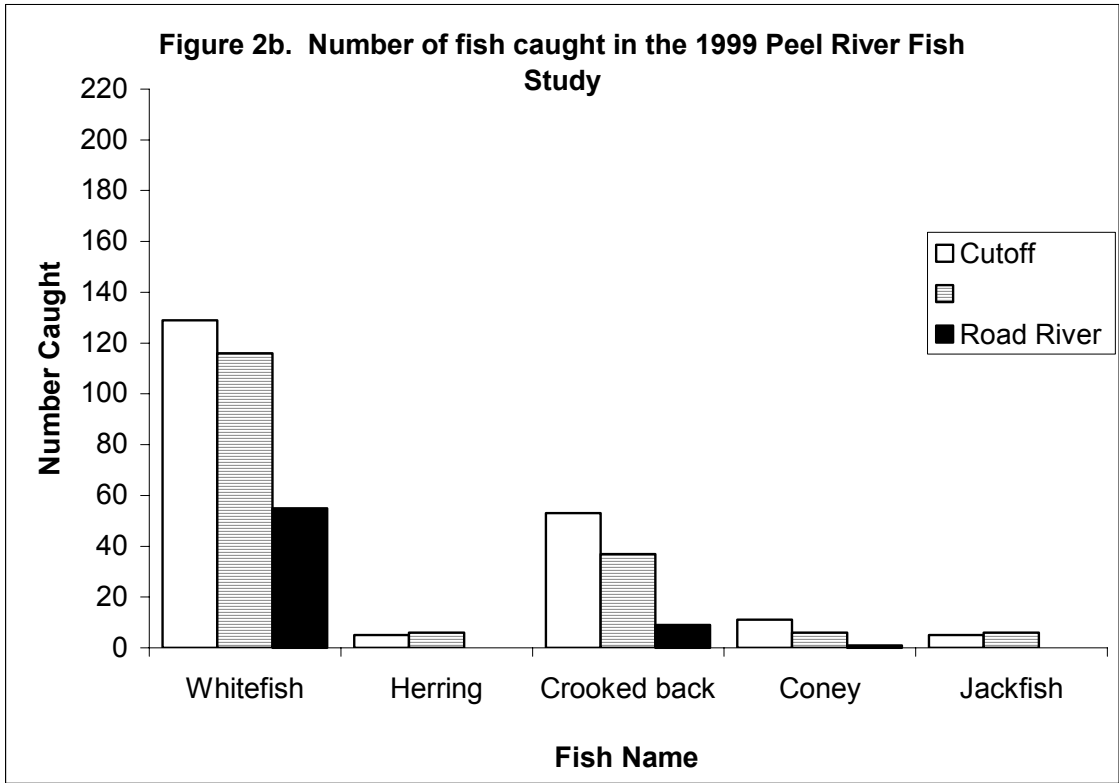 Figure 2b.  Number of fish caught in the 1999 Peel River Fish
Study
220
200
180
160
140
120
100
80
60
40
20
0
Number Caught
Cutoff
Road River
Whitefish
Herring
Crooked back
Coney
Jackfish
Fish Name